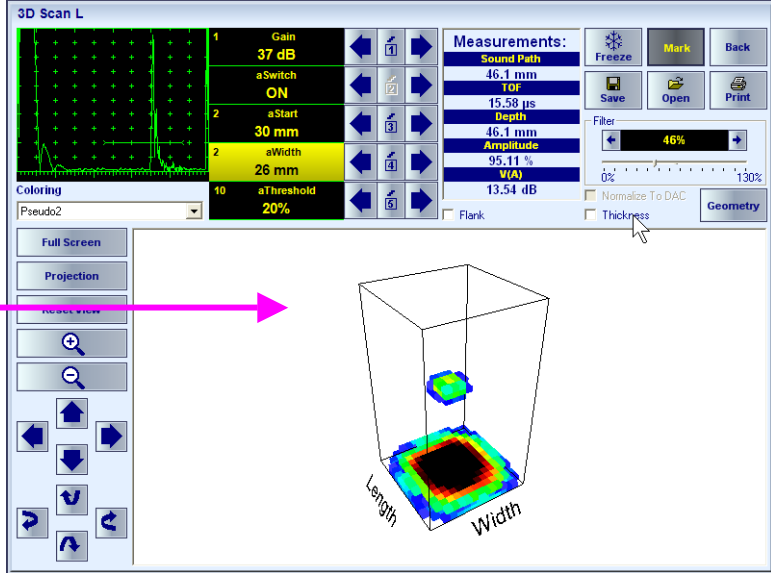 3D Scan L
1 Gain
37 dB
1
aSwitch
ON
2
2 aStart
30 mm
3
2 aWidth
26 mm
4
10 aThreshold
20%
5
Measurements:
Sound Path
46.1 mm
TOF
15.58 µs
Depth
46.1 mm
Amplitude
95.11 %
V(A)
13.54 dB
Flank
Freeze
Mark
Back
Save
Open
Print
Filter
46%
0% 130%
Normalize To DAC
Thickness
Geometry
Coloring
Pseudo2
Full Screen
Projection
Reset View
Length
Width